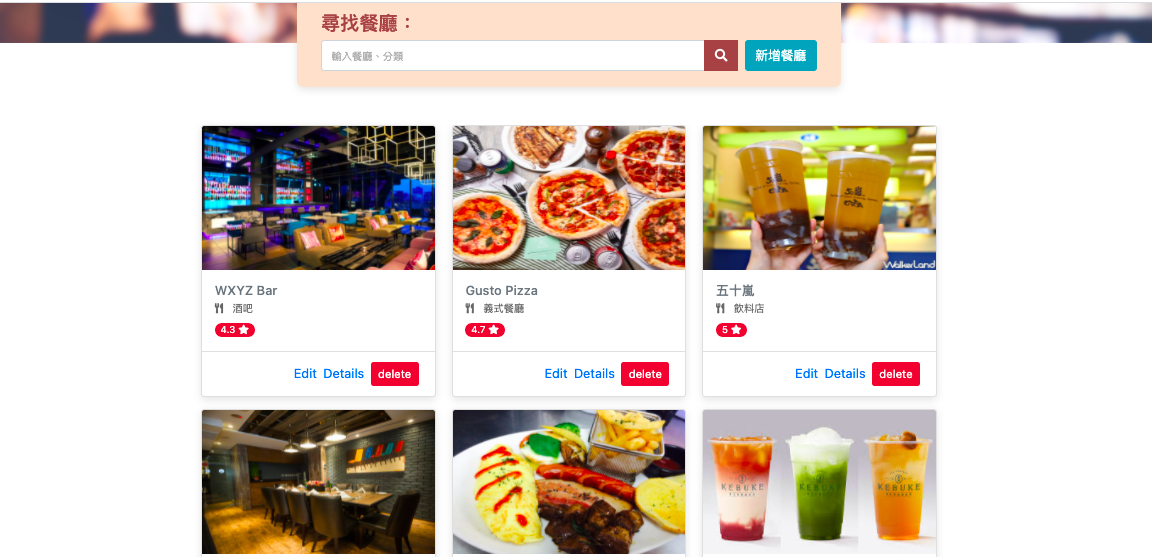 尋找餐廳：
輸入餐廳、分類
新增餐廳
WXYZ Bar
酒吧
4.3
Edit Details delete
Gusto Pizza
義式餐廳
4.7
Edit Details delete
WalkerLand
五十嵐
飲料店
5
Edit Details delete
KEBUKE
KEBUKE
KEBUKE